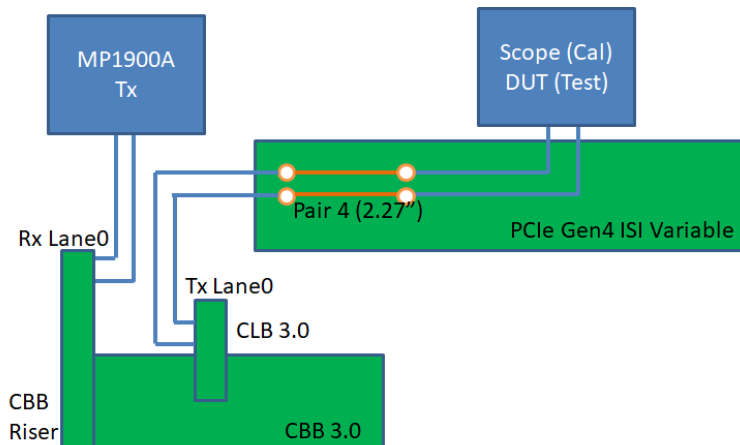 MP1900A
Tx
Scope (Cal)
DUT (Test)
Pair 4 (2.27”)
PCIe Gen4 ISI Variable
Rx Lane0
Tx Lane0
CLB 3.0
CBB
Riser
CBB 3.0